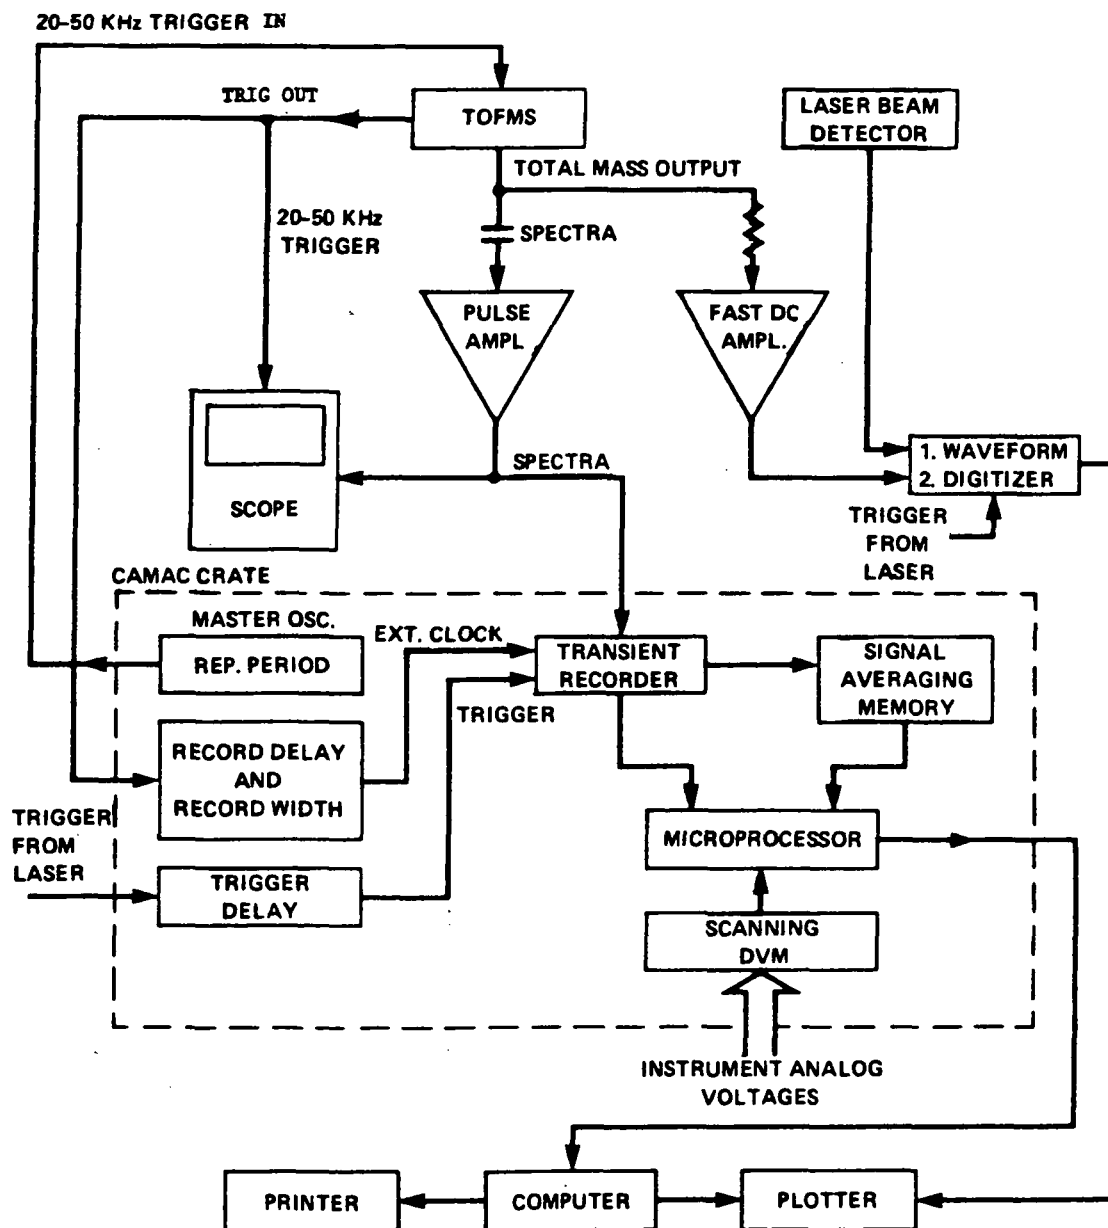 20-50 KHz TRIGGER IN
TRIG OUT
TOFMS
LASER BEAM
DETECTOR
TOTAL MASS OUTPUT
20-50 KHz
TRIGGER
SPECTRA
PULSE
AMPL
FAST DC
AMPL.
SCOPE
SPECTRA
1. WAVEFORM
2. DIGITIZER
TRIGGER
FROM
LASER
CAMAC CRATE
MASTER OSC.
REP. PERIOD
EXT. CLOCK
TRANSIENT
RECORDER
SIGNAL
AVERAGING
MEMORY
TRIGGER
RECORD DELAY
AND
RECORD WIDTH
TRIGGER
FROM
LASER
TRIGGER
DELAY
MICROPROCESSOR
SCANNING
DVM
INSTRUMENT ANALOG
VOLTAGES
PRINTER
COMPUTER
PLOTTER